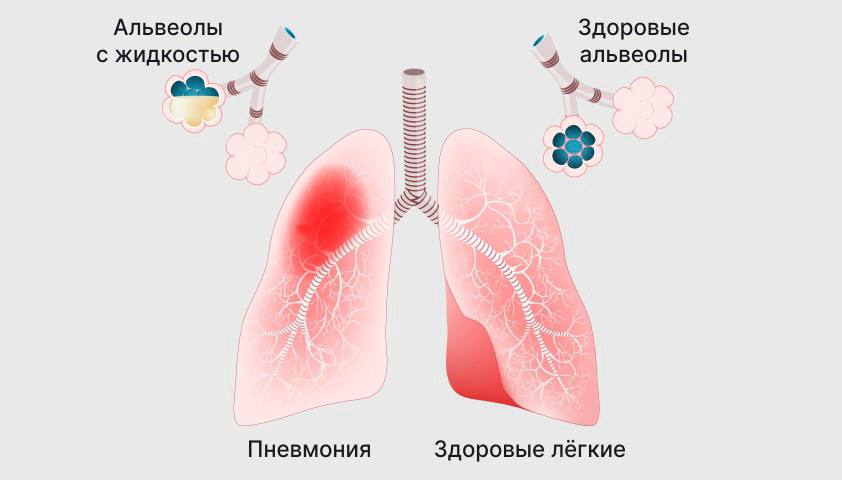 Альвеолы
с жидкостью
Здоровые
альвеолы
Пневмония
Здоровые лёгкие